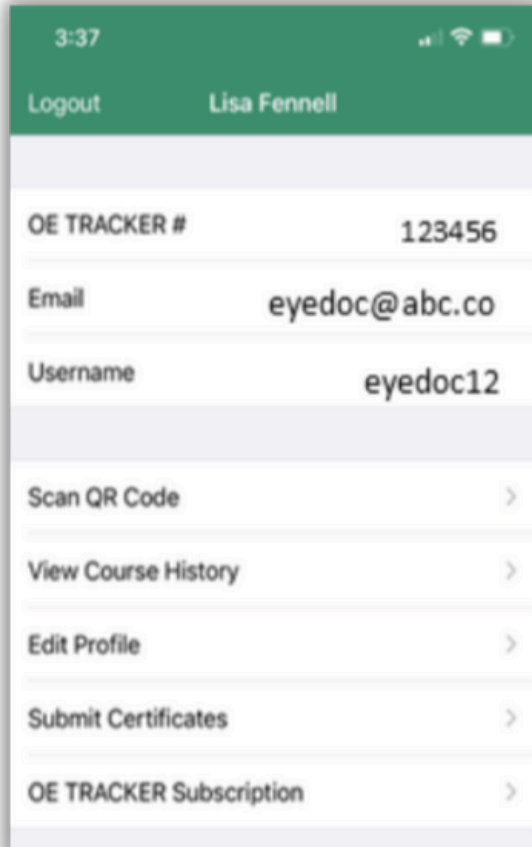 3:37
Logout Lisa Fennell
OE TRACKER # 123456
Email eyedoc@abc.co
Username eyedoc12
Scan QR Code
View Course History
Edit Profile
Submit Certificates
OE TRACKER Subscription